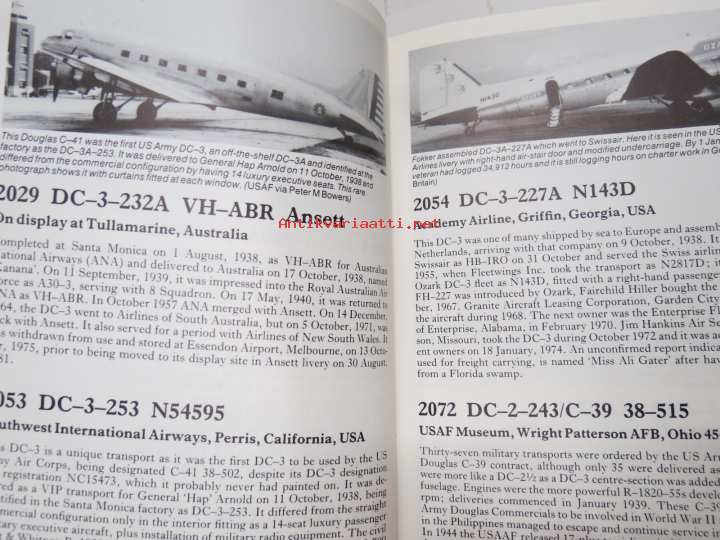 This Douglas C-41 was the first US Army DC-3, an off-the-shelf DC-3A and identified at the
factory as the DC-3A-253. It was delivered to General Hap Arnold on 11 October, 1938 and
differed from the commercial configuration by having 14 luxury executive seats. This rare
photograph shows it with curtains fitted at each window. (USAF via Peter M Bowers)
2029 DC–3–232A VH–ABR Ansett
On display at Tullamarine, Australia
ompleted at Santa Monica on 1 August, 1938, as VH–ABR for Australian
ational Airways (ANA) and delivered to Australia on 17 October, 1938, named
Kanana'. On 11 September, 1939, it was impressed into the Royal Australian Air
orce as A30–3, serving with 8 Squadron. On 17 May, 1940, it was returned to
NA as VH–ABR. In October 1957 ANA merged with Ansett. On 14 December,
64, the DC–3 went to Airlines of South Australia, but on 5 October, 1971, was
ck with Ansett. It also served for a period with Airlines of New South Wales. It
s withdrawn from use and stored at Essendon Airport, Melbourne, on 13 Octo-
r, 1975, prior to being moved to its display site in Ansett livery on 30 August,
81.
053 DC–3–253 N54595
uthwest International Airways, Perris, California, USA
s DC–3 is a unique transport as it was the first DC–3 to be used by the US
my Air Corps, being designated C–41 38–502, despite its DC–3 designation
registration NC15473, which it probably never had painted on. It was de-
red as a VIP transport for General 'Hap' Arnold on 11 October, 1938, being
tified in the Santa Monica factory as DC–3–253. It differed from the straight
mercial configuration only in the interior fitting as a 14-seat luxury passenger
tary executive aircraft, plus installation of military radio equipment. The civil
N143D
Fokker assembled DC-3A-227A which went to Swissair. Here it is seen in the US
Airlines livery with right-hand air-stair door and modified undercarriage. By 1 Jan
veteran had logged 34,912 hours and it is still logging hours on charter work in G
Britain)
2054 DC–3–227A N143D
Academy Airline, Griffin, Georgia, USA
This DC–3 was one of many shipped by sea to Europe and assemb
Netherlands, arriving with that company on 9 October, 1938. It
Swissair as HB–IRO on 31 October and served the Swiss airlin
1955, when Fleetwings Inc. took the transport as N2817D; it
Ozark DC–3 fleet as N143D, fitted with a right-hand passenger
FH–227 was introduced by Ozark, Fairchild Hiller bought the
ber, 1967. Granite Aircraft Leasing Corporation, Garden City
the aircraft during 1968. The next owner was the Enterprise Fl
of Enterprise, Alabama, in February 1970. Jim Hankins Air Se
son, Missouri, took the DC–3 during October 1972 and it was ac
ent owners on 18 January, 1974. An unconfirmed report indica
used for freight carrying, is named 'Miss Ali Gater' after hav
from a Florida swamp.
2072 DC–2–243/C–39 38–515
USAF Museum, Wright Patterson AFB, Ohio 45
Thirty-seven military transports were ordered by the US Arm
Douglas C–39 contract, although only 35 were delivered as
were more like a DC–2½ as a DC–3 centre-section was added
fuselage. Engines were the more powerful R–1820–55s develo
rpm; deliveries commenced in January 1939. These C–39
Army Douglas Commercials to be involved in World War II
in the Philippines managed to escape and continue service i
In 1944 the USAAF released 17
Antikvariaatti.net